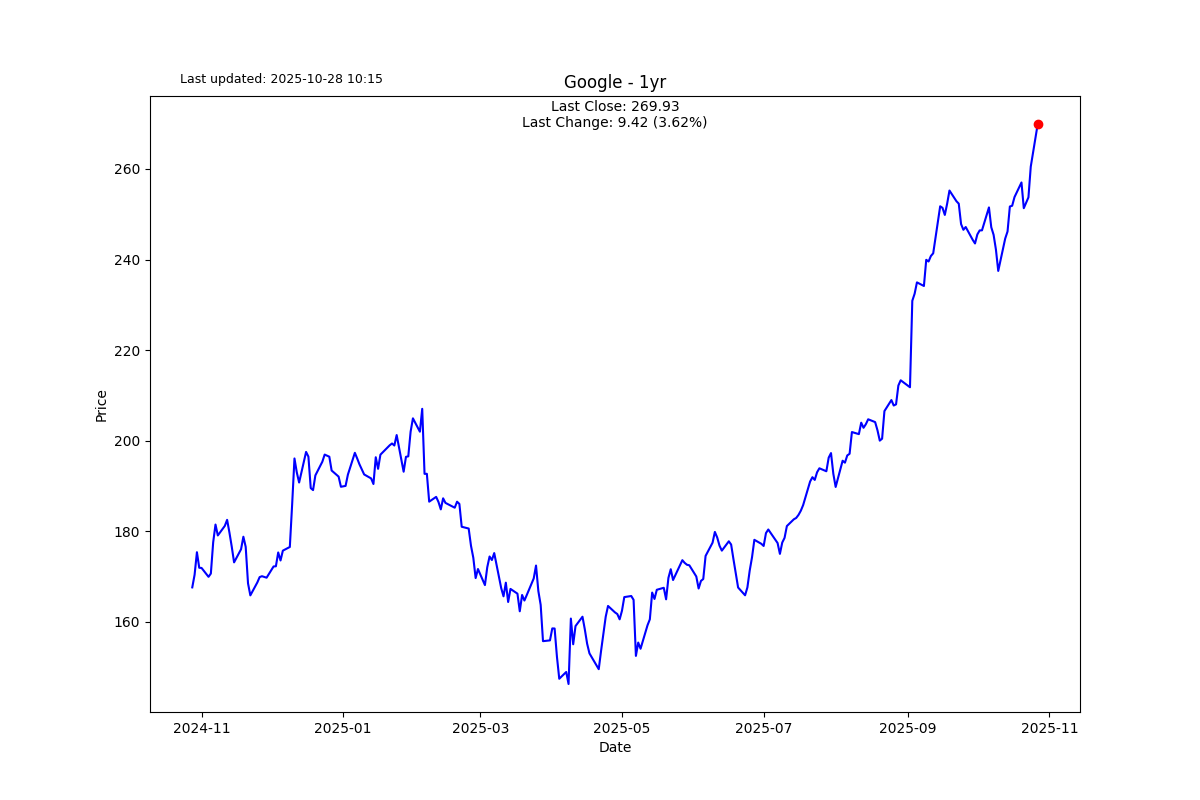 Last updated: 2025-10-28 10:15
Google - 1yr
Last Close: 269.93
Last Change: 9.42 (3.62%)
260
240
220
200
180
160
Price
2024-11
2025-01
2025-03
2025-05
2025-07
2025-09
2025-11
Date